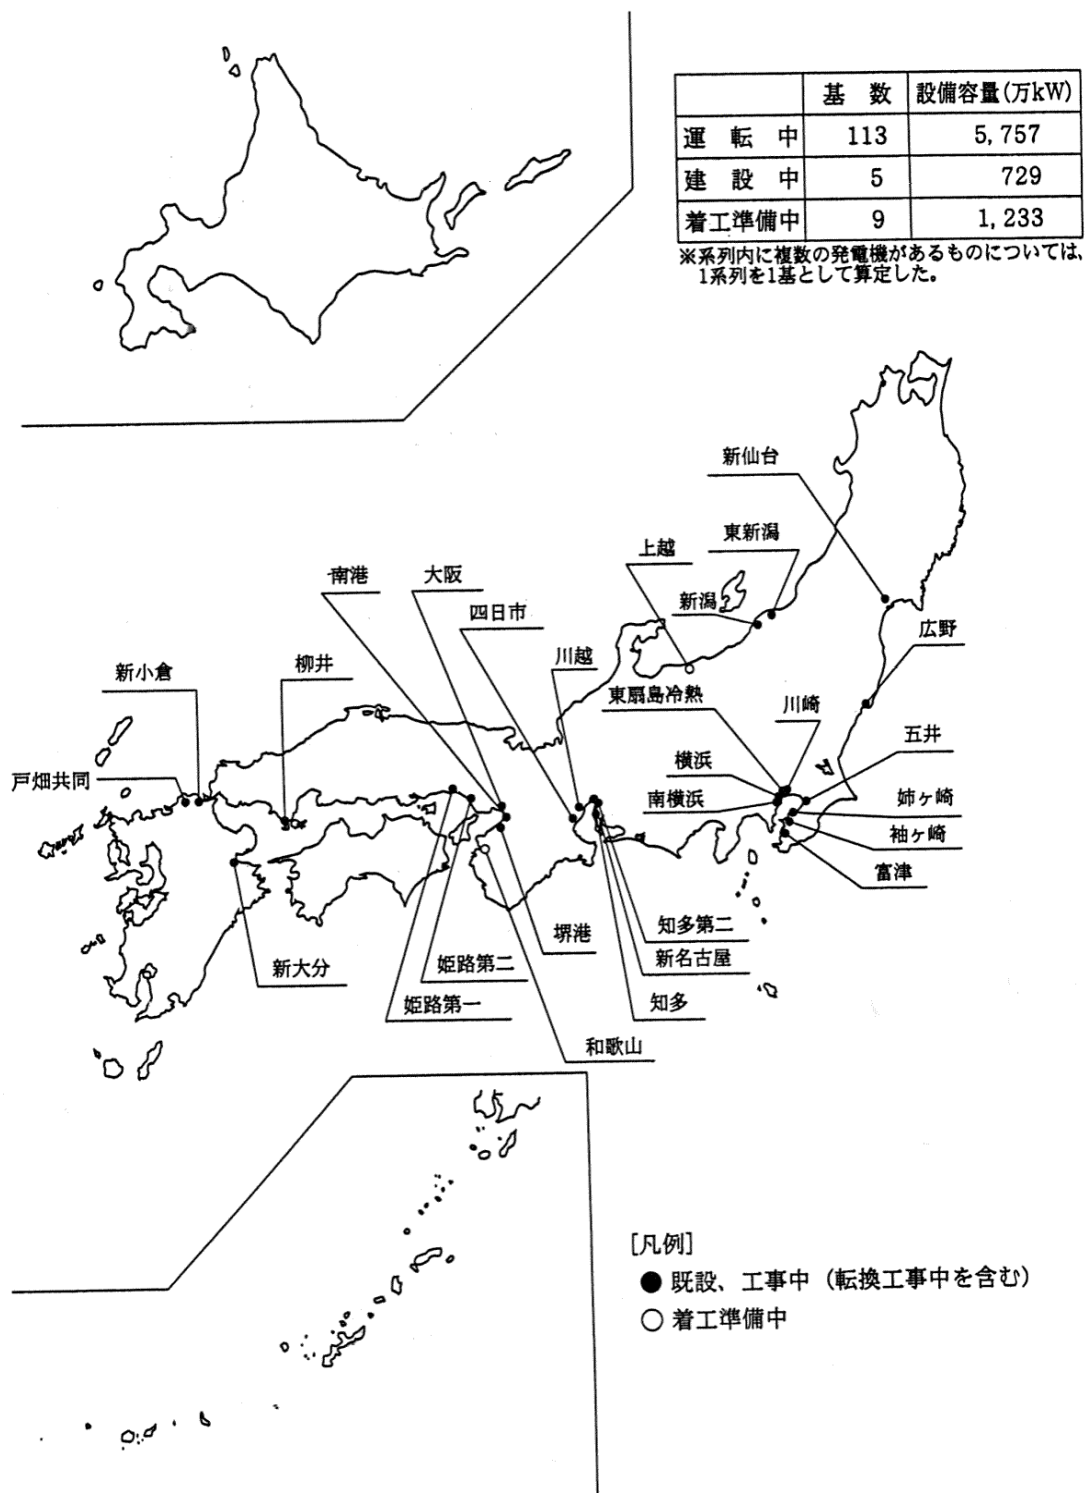 基　数　設備容量(万kW)
運　転　中　113　5,757
建　設　中　5　729
着工準備中　9　1,233
※系列内に複数の発電機があるものについては、
1系列を1基として算定した。
新仙台
東新潟
上越
南港
大阪
新潟
四日市
広野
川越
柳井
新小倉
東扇島冷熱
川崎
五井
横浜
戸畑共同
南横浜
姉ヶ崎
袖ヶ崎
富津
知多第二
堺港
新名古屋
姫路第二
新大分
知多
姫路第一
和歌山
[凡例]
● 既設、工事中（転換工事中を含む）
○ 着工準備中